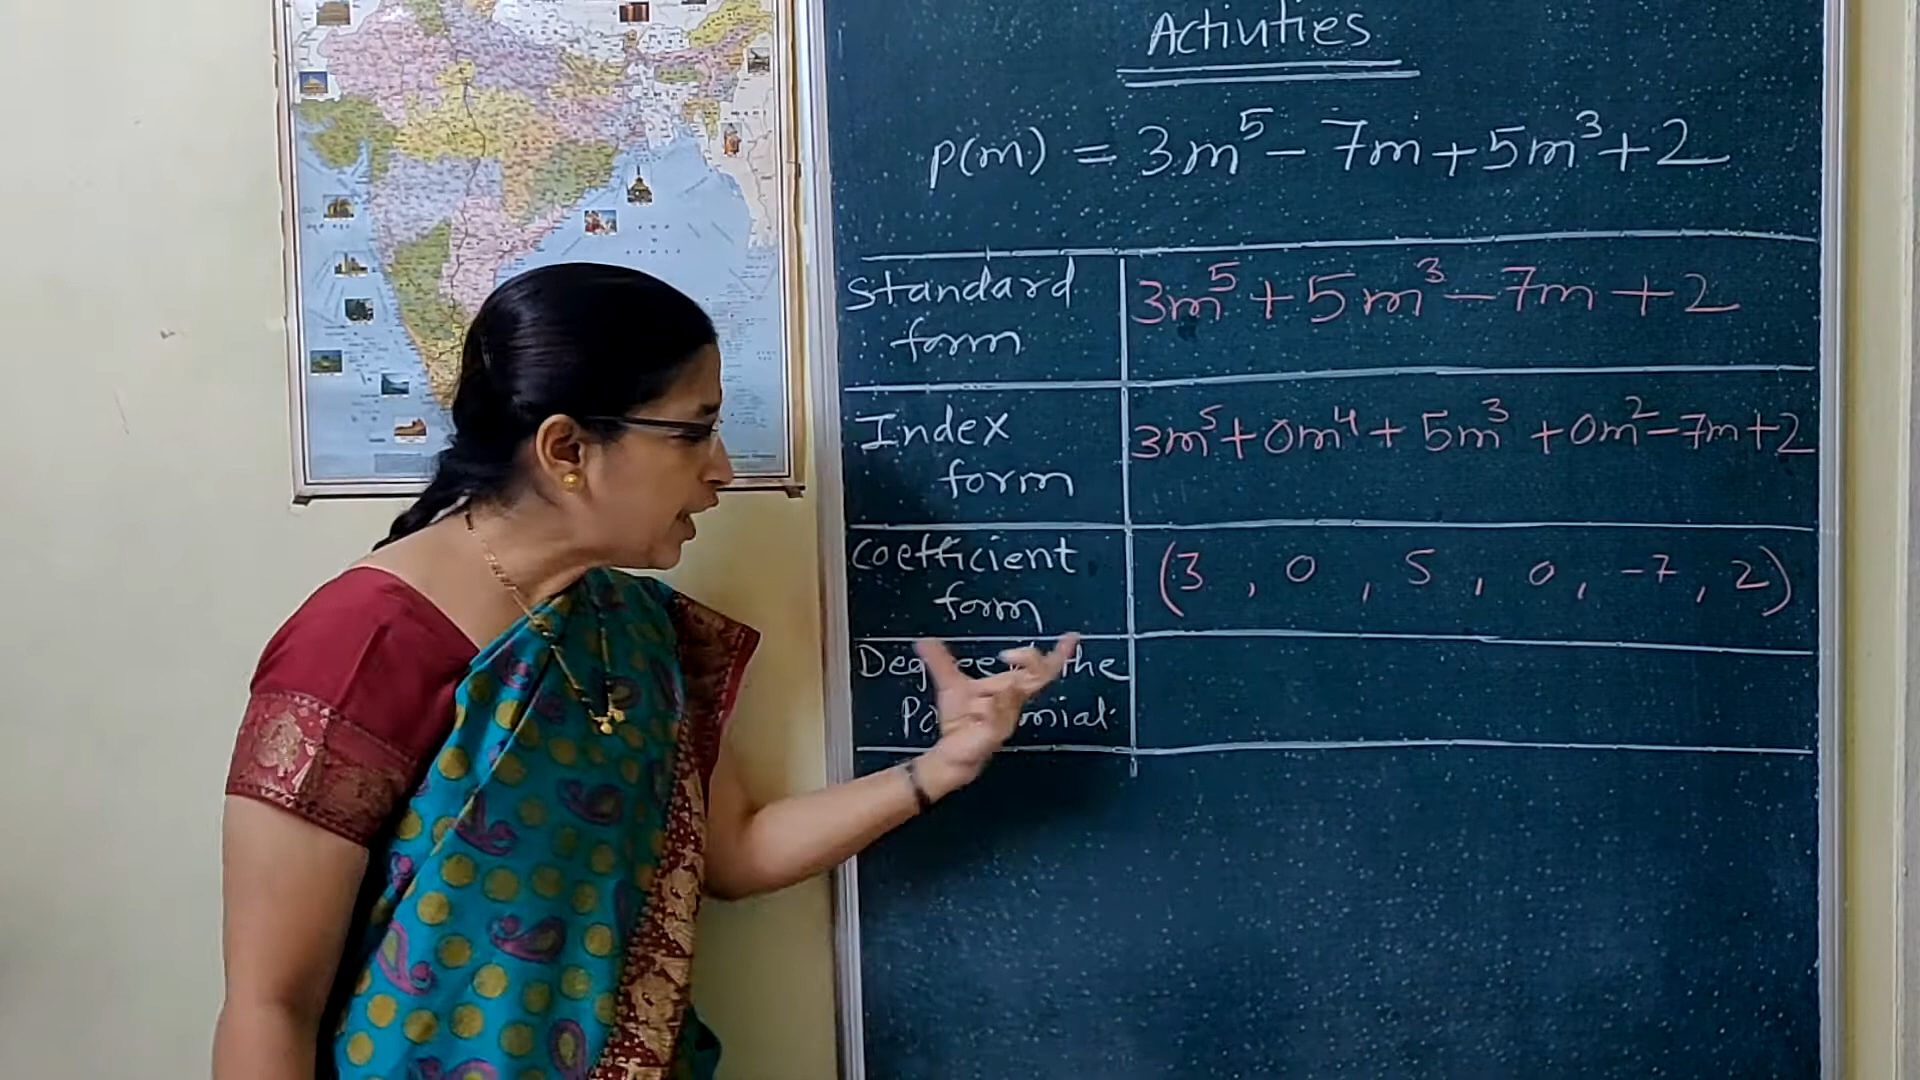 Activities
p(m) = 3m⁵ - 7m + 5m³ + 2
Standard form
3m⁵ + 5m³ - 7m + 2
Index form
3m⁵ + 0m⁴ + 5m³ + 0m² - 7m + 2
Coefficient form
(3, 0, 5, 0, -7, 2)
Degree the